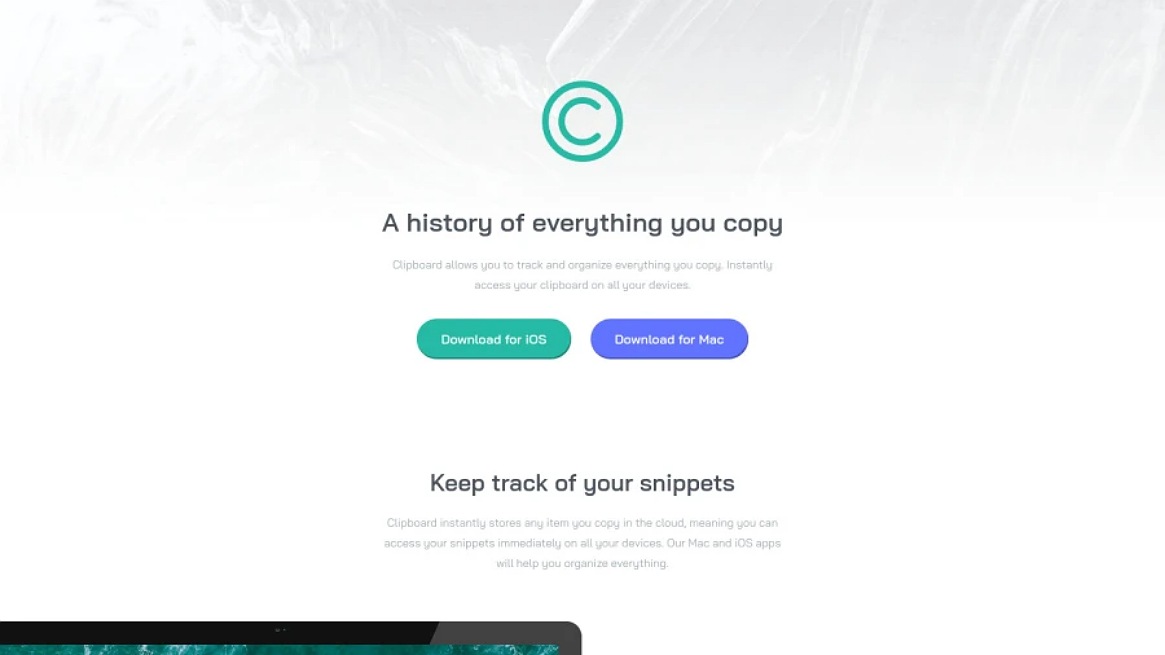 A history of everything you copy
Clipboard allows you to track and organize everything you copy. Instantly
access your clipboard on all your devices.
Download for iOS
Download for Mac
Keep track of your snippets
Clipboard instantly stores any item you copy in the cloud, meaning you can
access your snippets immediately on all your devices. Our Mac and iOS apps
will help you organize everything.